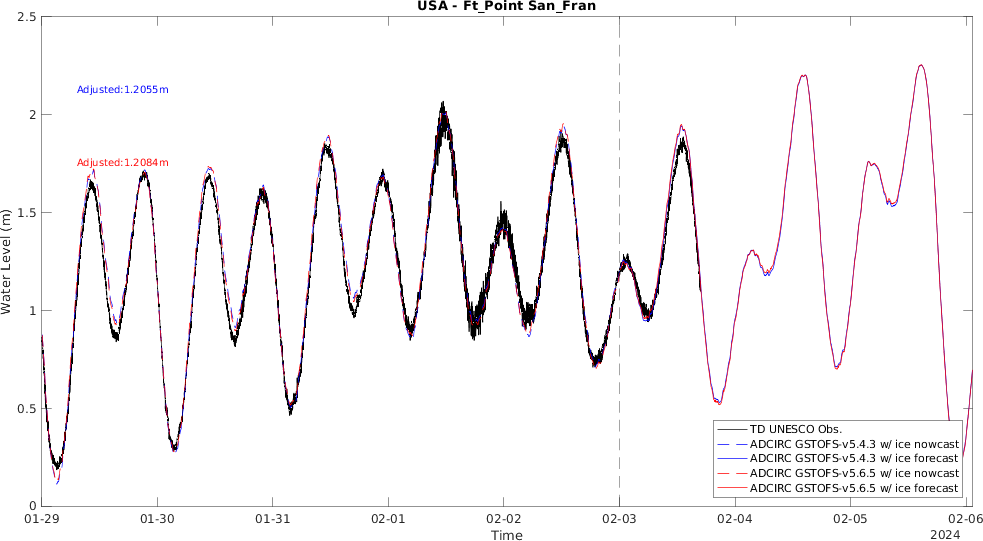 USA - Ft_Point San_Fran
2.5
2
1.5
1
0.5
0
Water Level (m)
Adjusted:1.2055m
Adjusted:1.2084m
TD UNESCO Obs.
ADCIRC GSTOFS-v5.4.3 w/ ice nowcast
ADCIRC GSTOFS-v5.4.3 w/ ice forecast
ADCIRC GSTOFS-v5.6.5 w/ ice nowcast
ADCIRC GSTOFS-v5.6.5 w/ ice forecast
01-29 01-30 01-31 02-01 02-02 02-03 02-04 02-05 02-06
Time
2024